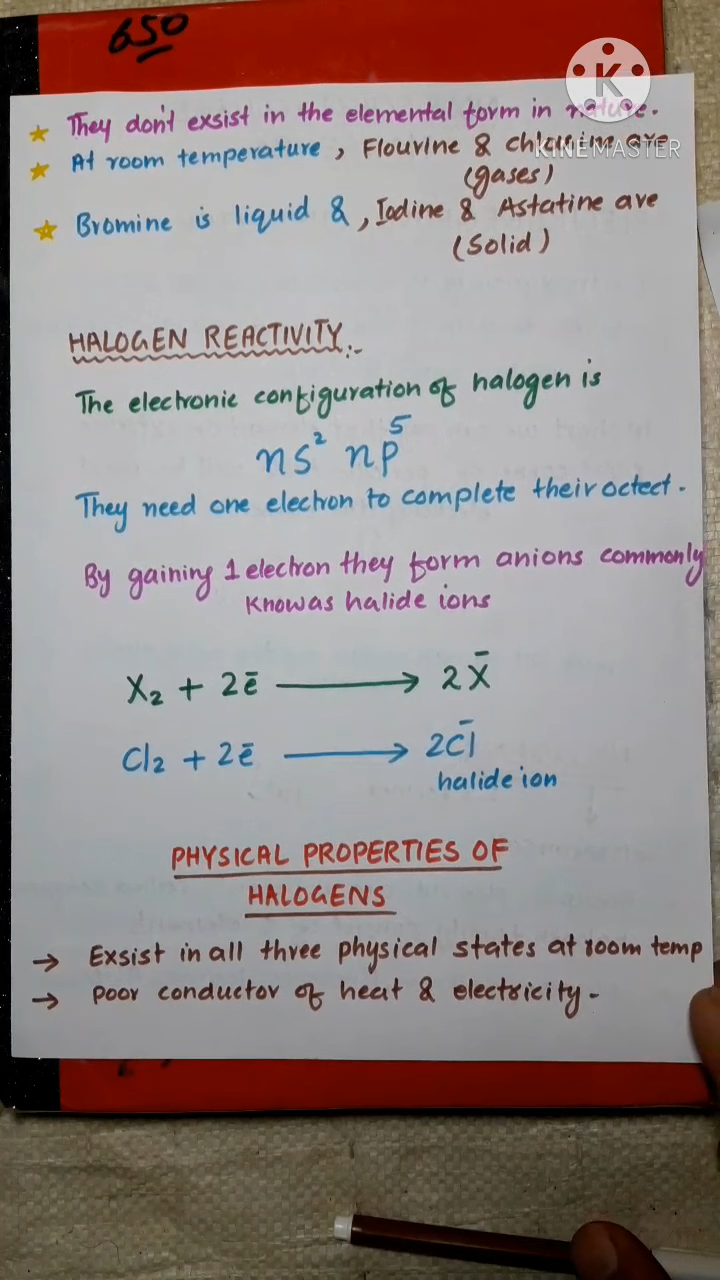 650
They don't exsist in the elemental form in nature.
At room temperature, Flourine & are
(gases)
KINEMASTER
Bromine is liquid &, Iodine & Astatine are
(Solid)
HALOGEN REACTIVITY:-
The electronic configuration of halogen is
ns² np⁵
They need one electron to complete their octect.
By gaining 1 electron they form anions commonly
Knowas halide ions
X₂ + 2ē ⟶ 2X̄
Cl₂ + 2ē ⟶ 2Cl̄
halide ion
PHYSICAL PROPERTIES OF
HALOGENS
→ Exsist in all three physical states at room temp
→ Poor conductor of heat & electricity.